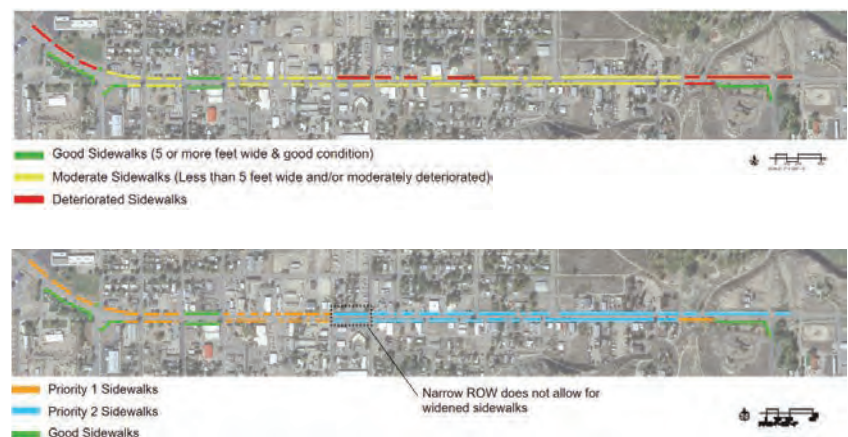 Good Sidewalks (5 or more feet wide & good condition)
Moderate Sidewalks (Less than 5 feet wide and/or moderately deteriorated)
Deteriorated Sidewalks
Priority 1 Sidewalks
Priority 2 Sidewalks
Good Sidewalks
Narrow ROW does not allow for
widened sidewalks